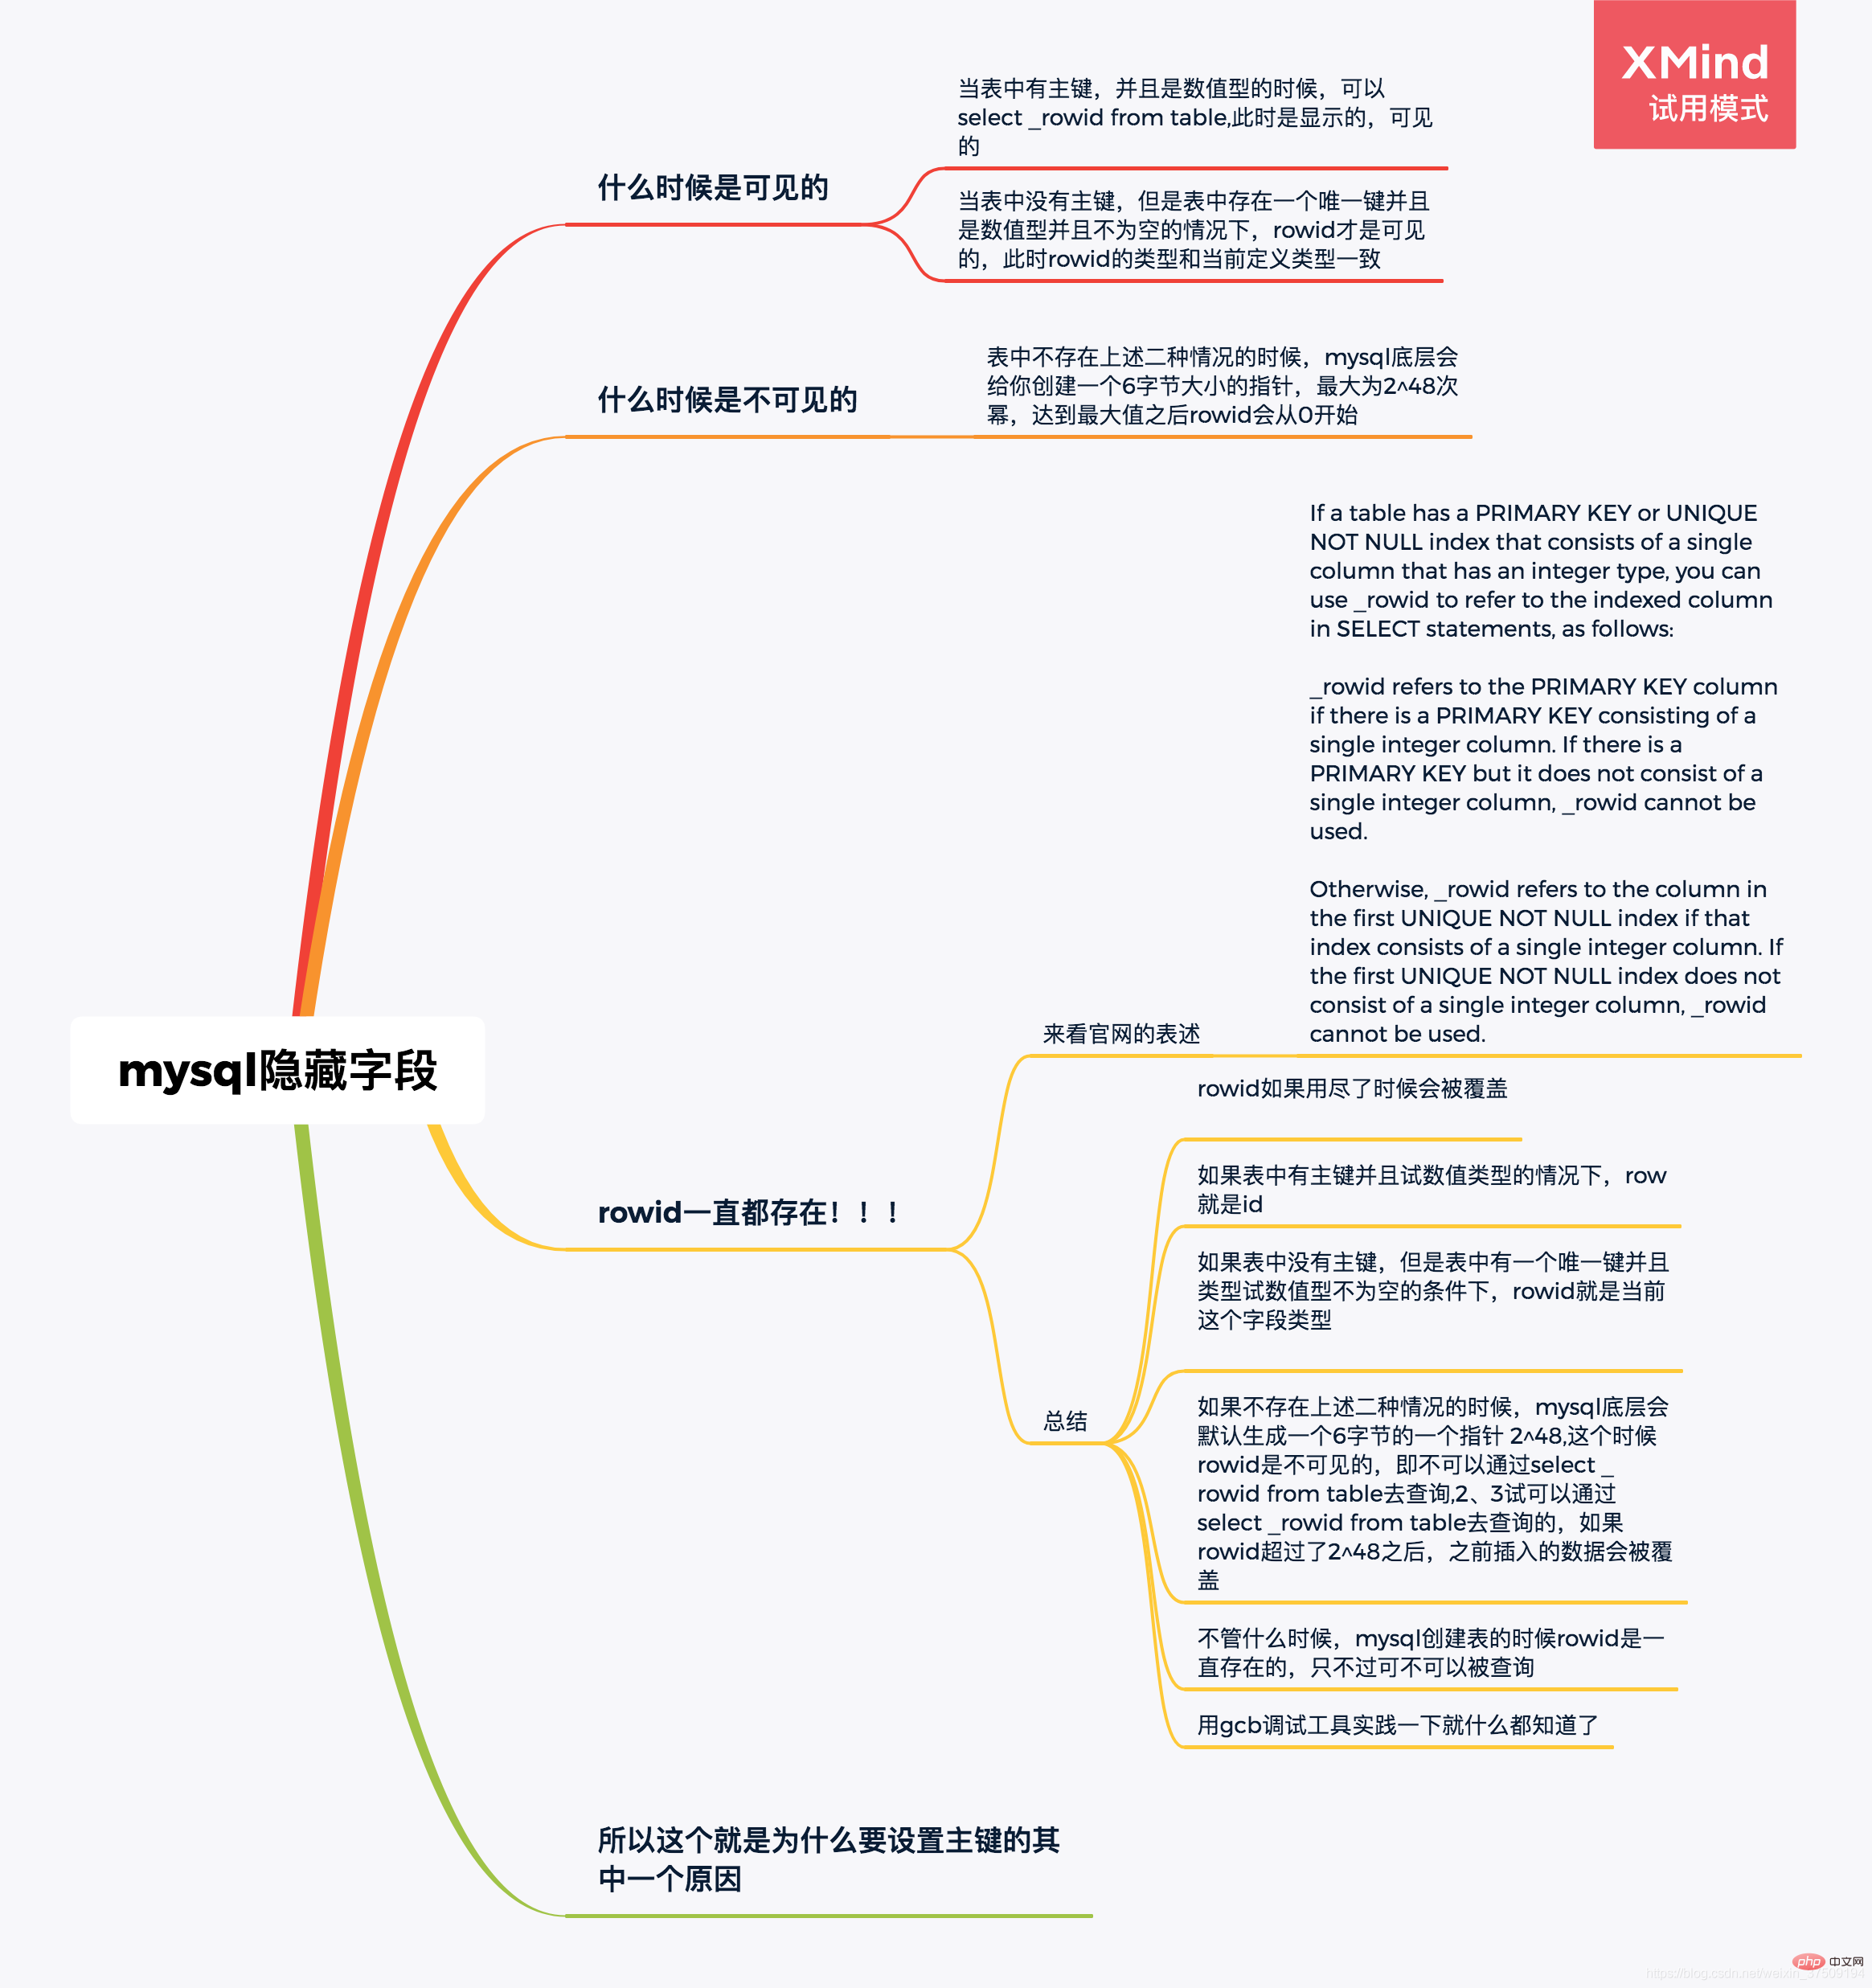 XMind
试用模式
当表中有主键，并且是数值型的时候，可以
select _rowid from table,此时是显示的，可见
的
什么时候是可见的
当表中没有主键，但是表中存在一个唯一键并且
是数值型并且不为空的情况下，rowid才是可见
的，此时rowid的类型和当前定义类型一致
表中不存在上述二种情况的时候，mysql底层会
给你创建一个6字节大小的指针，最大为2^48次
幂，达到最大值之后rowid会从0开始
什么时候是不可见的
If a table has a PRIMARY KEY or UNIQUE
NOT NULL index that consists of a single
column that has an integer type, you can
use _rowid to refer to the indexed column
in SELECT statements, as follows:
_rowid refers to the PRIMARY KEY column
if there is a PRIMARY KEY consisting of a
single integer column. If there is a
PRIMARY KEY but it does not consist of a
single integer column, _rowid cannot be
used.
Otherwise, _rowid refers to the column in
the first UNIQUE NOT NULL index if that
index consists of a single integer column. If
the first UNIQUE NOT NULL index does not
consist of a single integer column, _rowid
cannot be used.
来看官网的表述
mysql隐藏字段
rowid如果用尽了时候会被覆盖
如果表中有主键并且试数值类型的情况下，row
就是id
rowid一直都存在！！！
如果表中没有主键，但是表中有一个唯一键并且
类型试数值型不为空的条件下，rowid就是当前
这个字段类型
总结
如果不存在上述二种情况的时候，mysql底层会
默认生成一个6字节的一个指针 2^48,这个时候
rowid是不可见的，即不可以通过select _
rowid from table去查询,2、3试可以通过
select _rowid from table去查询的，如果
rowid超过了2^48之后，之前插入的数据会被覆
盖
不管什么时候，mysql创建表的时候rowid是一
直存在的，只不过可不可以被查询
用gcb调试工具实践一下就什么都知道了
所以这个就是为什么要设置主键的其
中一个原因
php 中文网